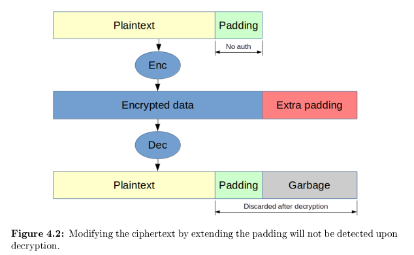 Plaintext Padding
No auth
Enc
Encrypted data Extra padding
Dec
Plaintext Padding Garbage
Discarded after decryption
Figure 4.2: Modifying the ciphertext by extending the padding will not be detected upon
decryption.